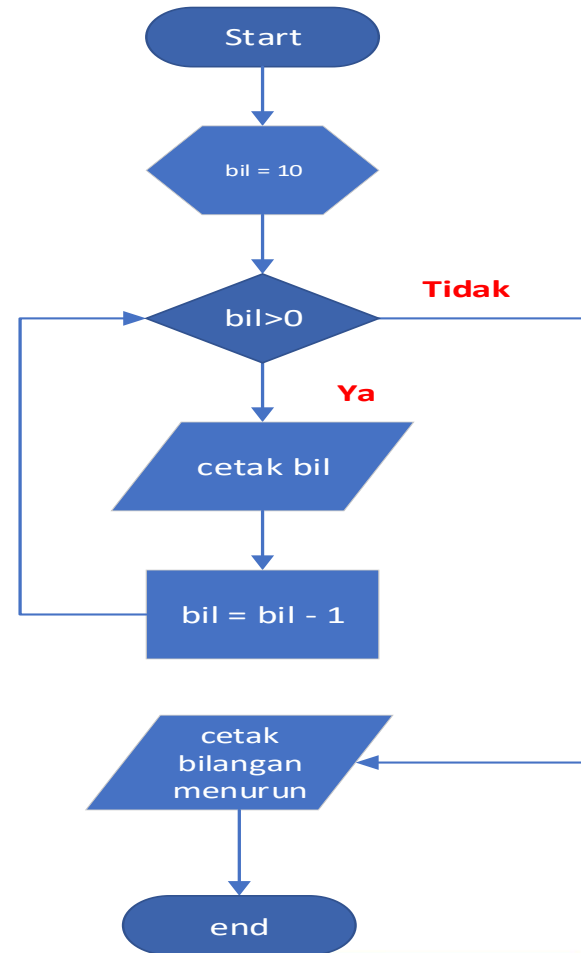 Start
bil = 10
bil>0
Tidak
Ya
cetak bil
bil = bil - 1
cetak
bilangan
menurun
end